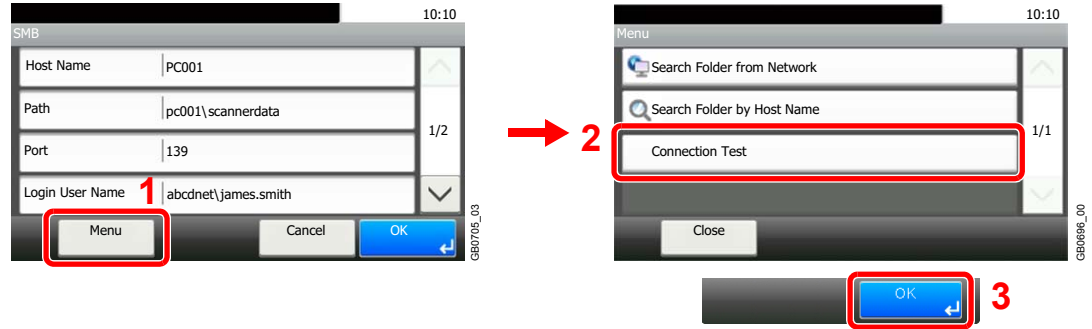 10:10
SMB
Host Name PC001
Path pc001\scannerdata
1/2
Port 139
Login User Name 1 abcdnet\james.smith
Menu Cancel OK
GB0705_03
10:10
Menu
Search Folder from Network
Search Folder by Host Name
1/1
2 Connection Test
Close
GB0696_00
OK 3